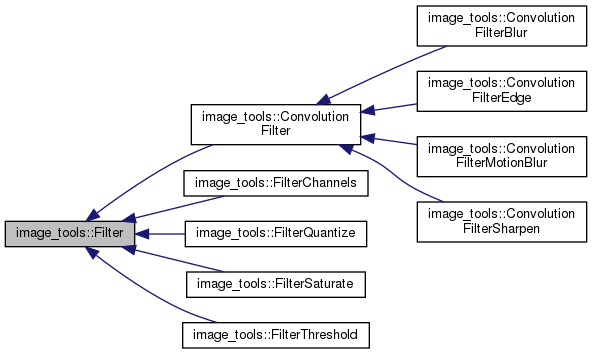 image_tools::Convolution
FilterBlur
image_tools::Convolution
FilterEdge
image_tools::Convolution
Filter
image_tools::Convolution
FilterMotionBlur
image_tools::FilterChannels
image_tools::Convolution
FilterSharpen
image_tools::Filter
image_tools::FilterQuantize
image_tools::FilterSaturate
image_tools::FilterThreshold